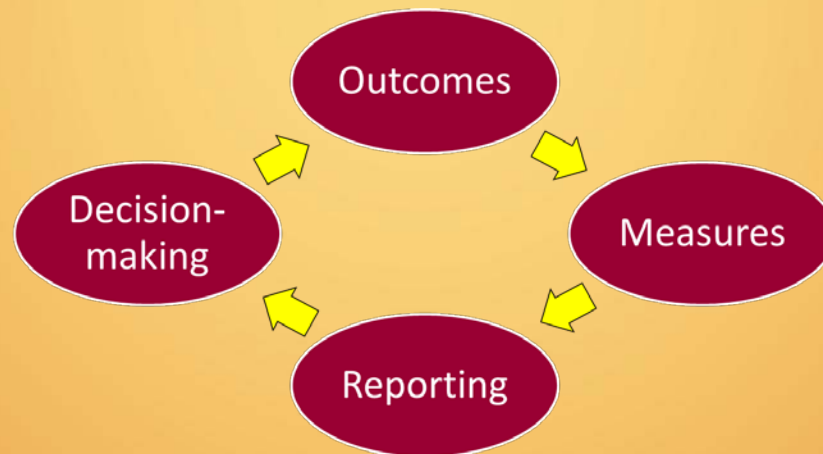 Outcomes
Decision-
making
Measures
Reporting